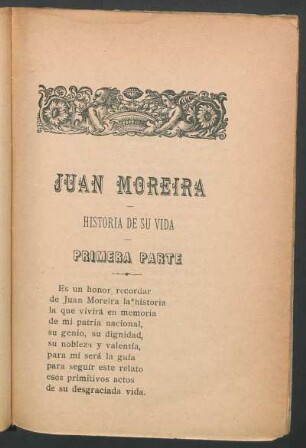 JUAN MOREIRA
HISTORIA DE SU VIDA
PRIMERA PARTE
Es un honor, recordar
de Juan Moreira la historia
la que vivirá en memoria
de mi patria nacional,
su genio, su dignidad,
su nobleza y valentía,
para mí será la guía
para seguir este relato
esos primitivos actos
de su desgraciada vida.